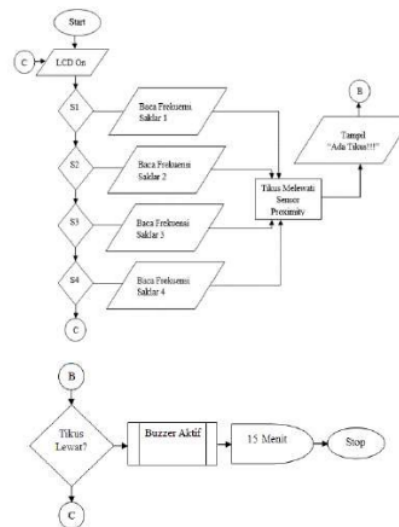 Start
C
LCD On
S1
Baca Frekuensi
Saklar 1
S2
Baca Frekuensi
Saklar 2
S3
Baca Frekuensi
Saklar 3
S4
Baca Frekuensi
Saklar 4
C
Tikus Melewati
Sensor
Proximity
Tampil
"Ada Tikus!!!"
B
B
Tikus
Lewat?
Buzzer Aktif
15 Menit
Stop
C